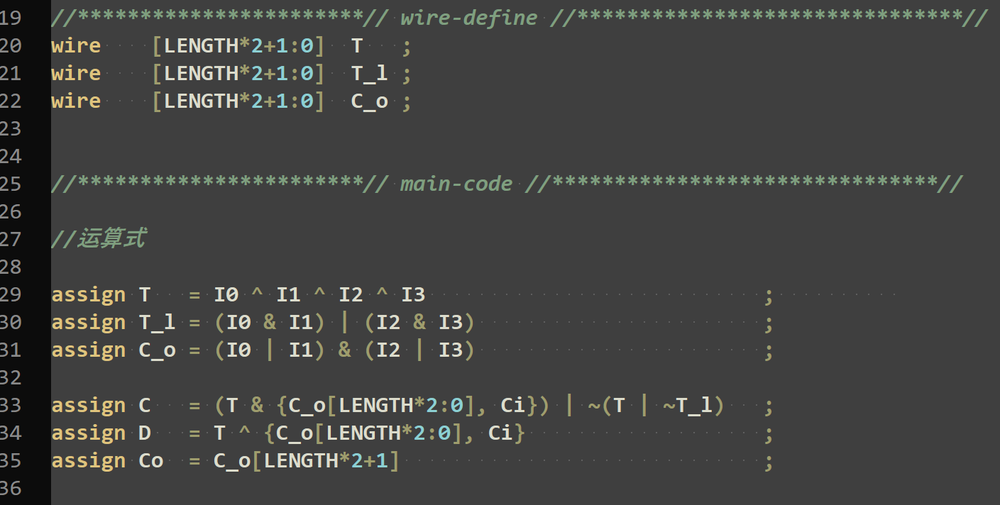 19 //***********************// wire-define //*******************************//
20 wire [LENGTH*2+1:0] T ;
21 wire [LENGTH*2+1:0] T_l ;
22 wire [LENGTH*2+1:0] C_o ;
23
24
25 //***********************// main-code //*******************************//
26
27 //运算式
28
29 assign T = I0 ^ I1 ^ I2 ^ I3 ;
30 assign T_l = (I0 & I1) | (I2 & I3) ;
31 assign C_o = (I0 | I1) & (I2 | I3) ;
32
33 assign C = (T & {C_o[LENGTH*2:0], Ci}) | ~(T | ~T_l) ;
34 assign D = T ^ {C_o[LENGTH*2:0], Ci} ;
35 assign Co = C_o[LENGTH*2+1] ;
36